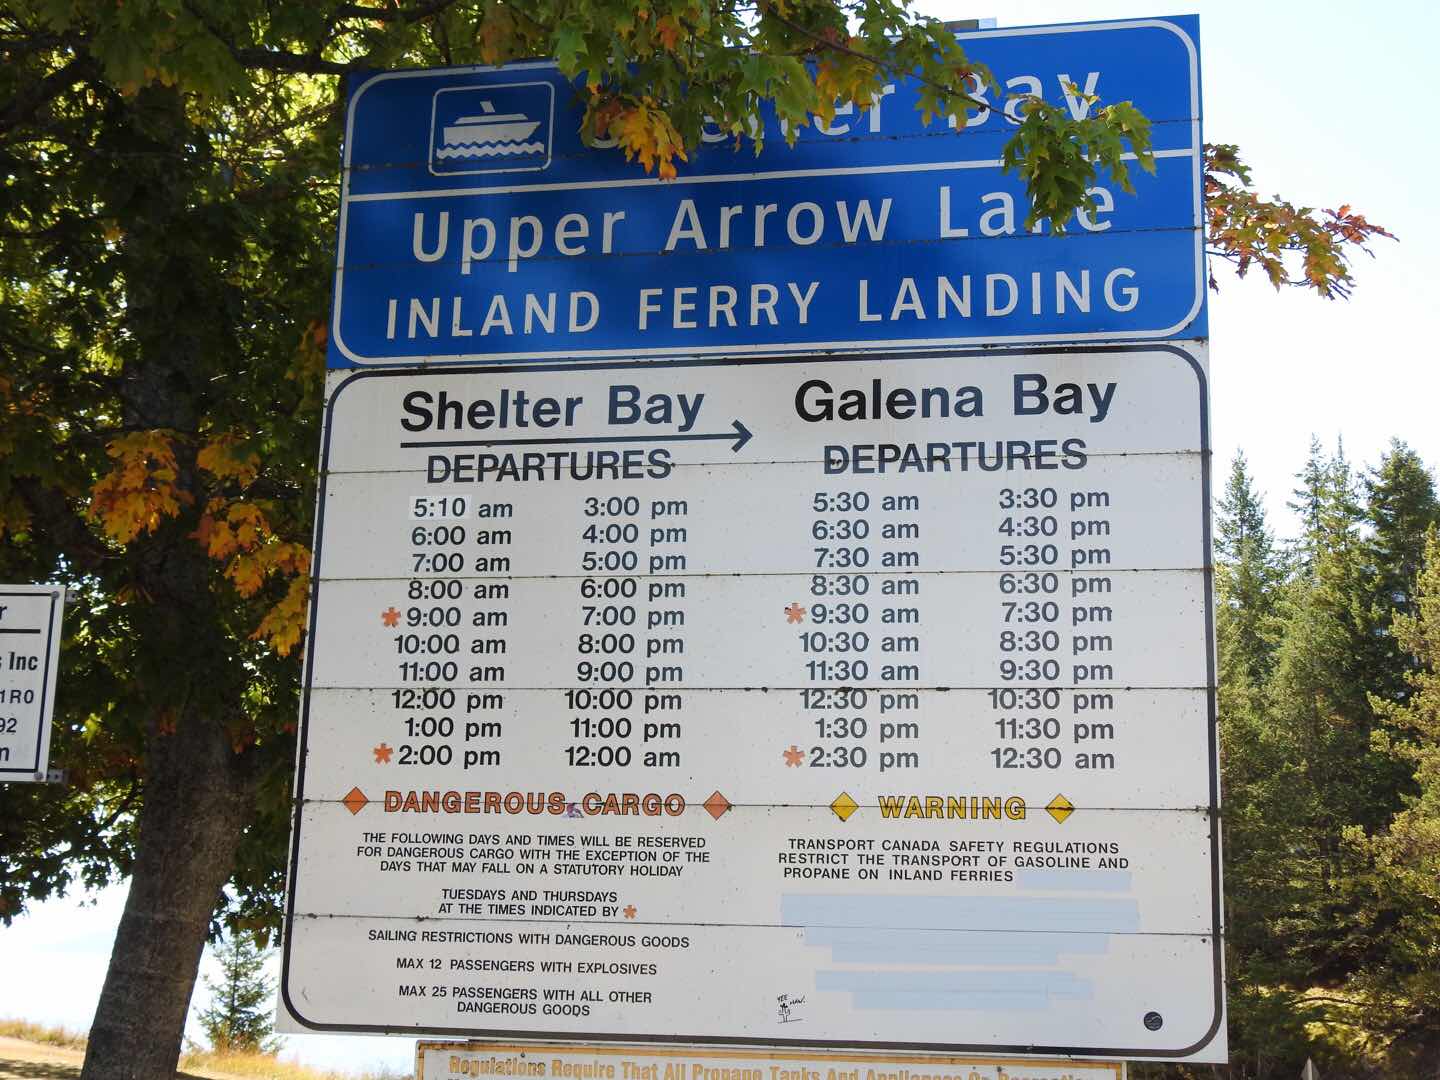 Shelter Bay
Upper Arrow Lake
INLAND FERRY LANDING
Shelter Bay
DEPARTURES
5:10 am 3:00 pm
6:00 am 4:00 pm
7:00 am 5:00 pm
8:00 am 6:00 pm
* 9:00 am 7:00 pm
10:00 am 8:00 pm
11:00 am 9:00 pm
12:00 pm 10:00 pm
1:00 pm 11:00 pm
* 2:00 pm 12:00 am
Galena Bay
DEPARTURES
5:30 am 3:30 pm
6:30 am 4:30 pm
7:30 am 5:30 pm
8:30 am 6:30 pm
* 9:30 am 7:30 pm
10:30 am 8:30 pm
11:30 am 9:30 pm
12:30 pm 10:30 pm
1:30 pm 11:30 pm
* 2:30 pm 12:30 am
DANGEROUS CARGO
THE FOLLOWING DAYS AND TIMES WILL BE RESERVED
FOR DANGEROUS CARGO WITH THE EXCEPTION OF THE
DAYS THAT MAY FALL ON A STATUTORY HOLIDAY
TUESDAYS AND THURSDAYS
AT THE TIMES INDICATED BY *
SAILING RESTRICTIONS WITH DANGEROUS GOODS
MAX 12 PASSENGERS WITH EXPLOSIVES
MAX 25 PASSENGERS WITH ALL OTHER
DANGEROUS GOODS
WARNING
TRANSPORT CANADA SAFETY REGULATIONS
RESTRICT THE TRANSPORT OF GASOLINE AND
PROPANE ON INLAND FERRIES
YEE HAW!
Regulations Require That All Propane Tanks And Appliances On
r
s Inc
1R0
92
n